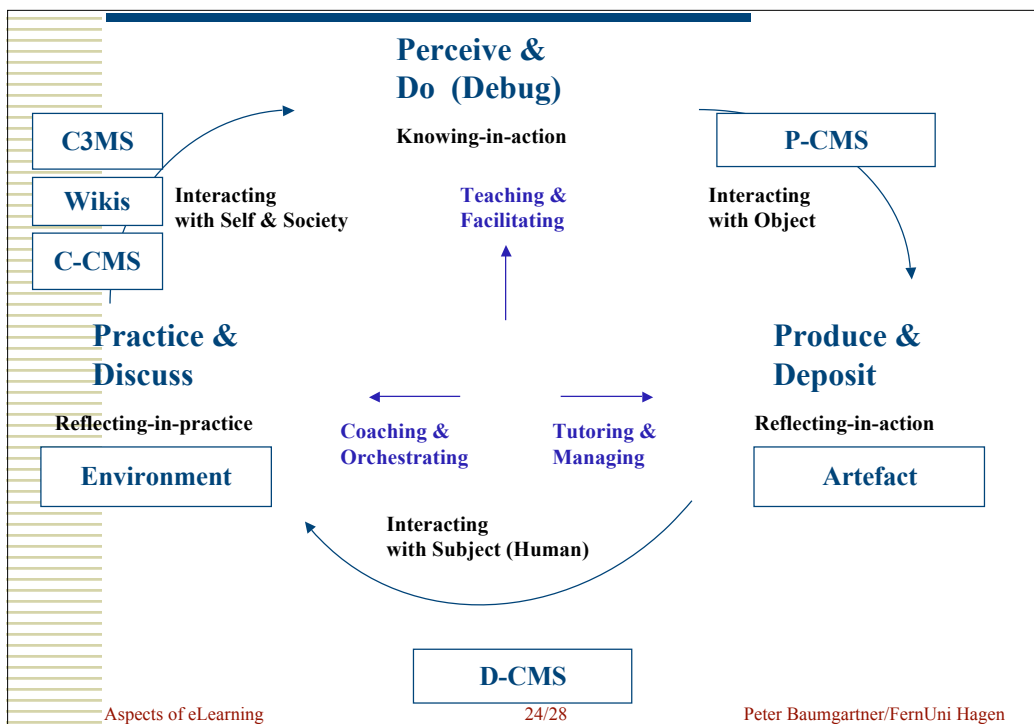 Perceive &
Do (Debug)
Knowing-in-action
C3MS
Wikis
C-CMS
Interacting
with Self & Society
Teaching &
Facilitating
P-CMS
Interacting
with Object
Practice &
Discuss
Reflecting-in-practice
Environment
Produce &
Deposit
Reflecting-in-action
Artefact
Coaching &
Orchestrating
Tutoring &
Managing
Interacting
with Subject (Human)
D-CMS
Aspects of eLearning
24/28
Peter Baumgartner/FernUni Hagen